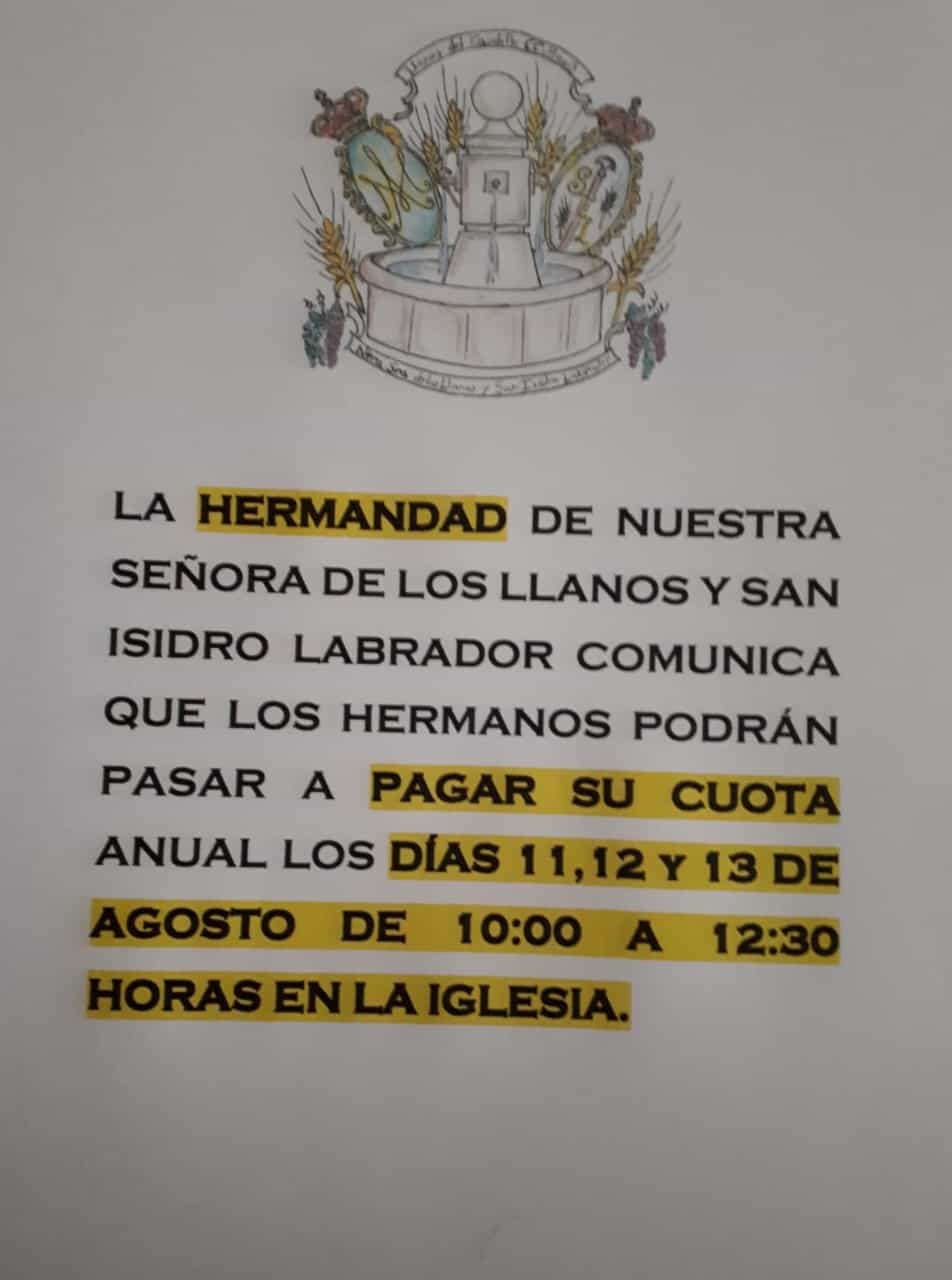 LA HERMANDAD DE NUESTRA
SEÑORA DE LOS LLANOS Y SAN
ISIDRO LABRADOR COMUNICA
QUE LOS HERMANOS PODRÁN
PASAR A PAGAR SU CUOTA
ANUAL LOS DÍAS 11,12 Y 13 DE
AGOSTO DE 10:00 A 12:30
HORAS EN LA IGLESIA.